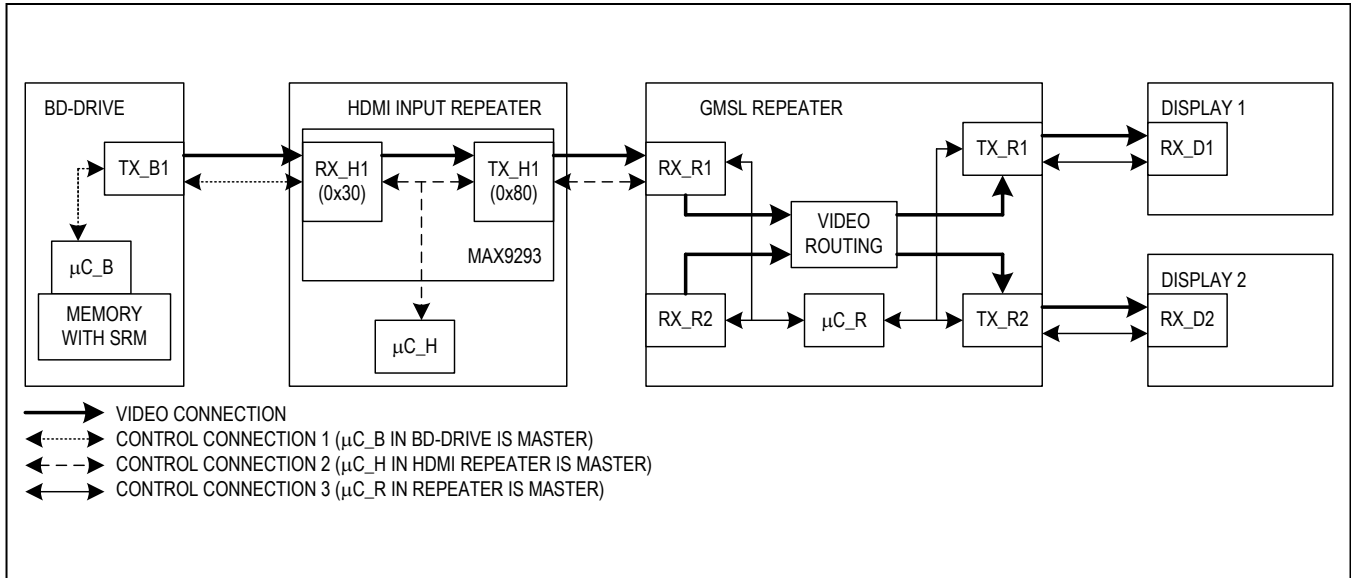 BD-DRIVE
TX_B1
μC_B
MEMORY
WITH SRM
HDMI INPUT REPEATER
RX_H1
(0x30)
TX_H1
(0x80)
MAX9293
μC_H
GMSL REPEATER
RX_R1
RX_R2
VIDEO
ROUTING
μC_R
TX_R1
TX_R2
DISPLAY 1
RX_D1
DISPLAY 2
RX_D2
VIDEO CONNECTION
CONTROL CONNECTION 1 (μC_B IN BD-DRIVE IS MASTER)
CONTROL CONNECTION 2 (μC_H IN HDMI REPEATER IS MASTER)
CONTROL CONNECTION 3 (μC_R IN REPEATER IS MASTER)